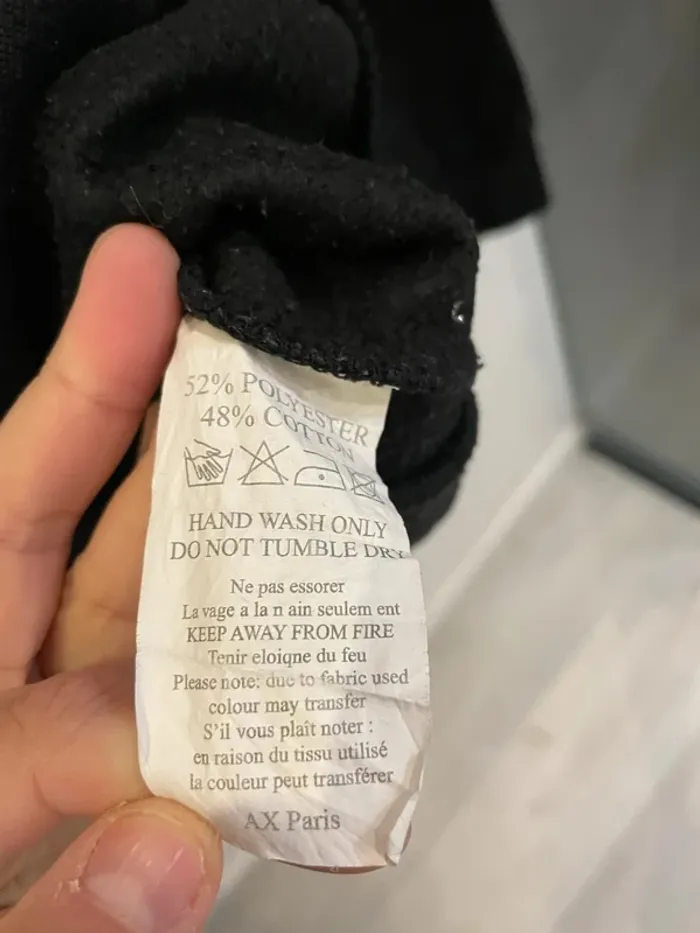 52% POLYESTER
48% COTTON
HAND WASH ONLY
DO NOT TUMBLE DRY
Ne pas essorer
La vage a la n ain seulem ent
KEEP AWAY FROM FIRE
Tenir eloiqne du feu
Please note: due to fabric used
colour may transfer
S'il vous plaît noter :
en raison du tissu utilisé
la couleur peut transférer
AX Paris